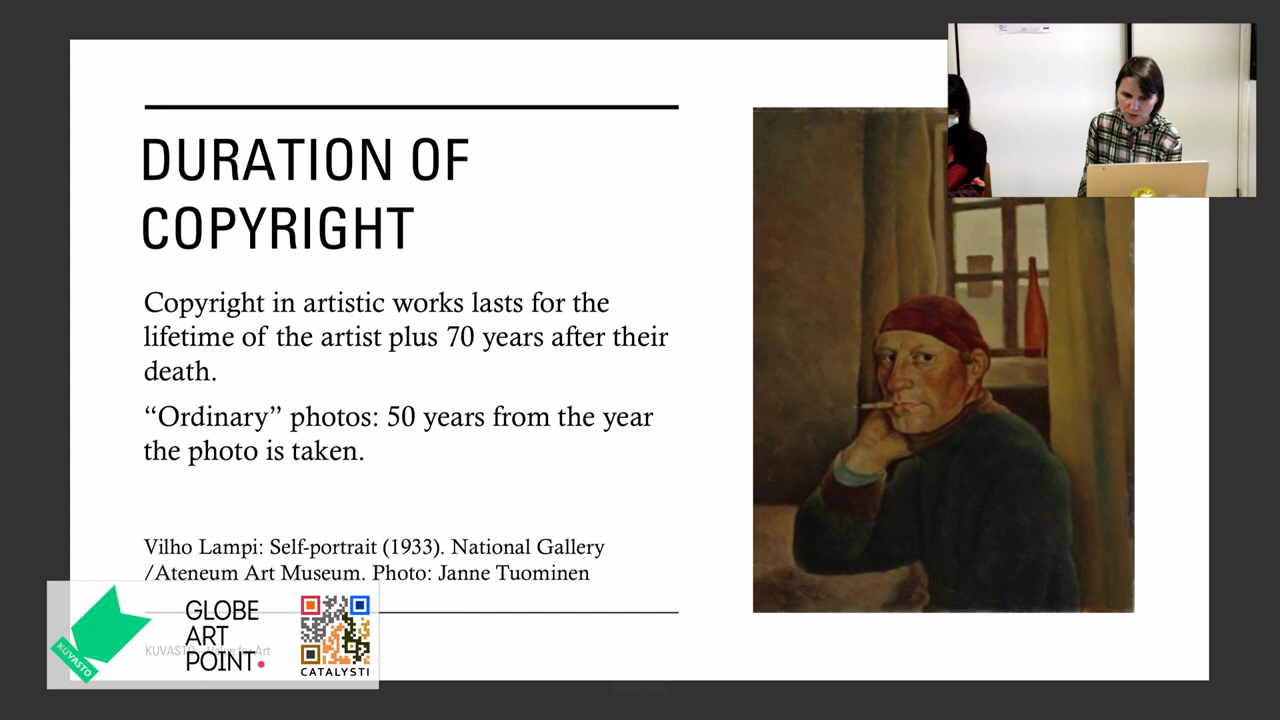 DURATION OF
COPYRIGHT
Copyright in artistic works lasts for the
lifetime of the artist plus 70 years after their
death.
“Ordinary” photos: 50 years from the year
the photo is taken.
Vilho Lampi: Self-portrait (1933). National Gallery
/Ateneum Art Museum. Photo: Janne Tuominen
KUVASTO
GLOBE
ART
POINT.
CATALYSTI